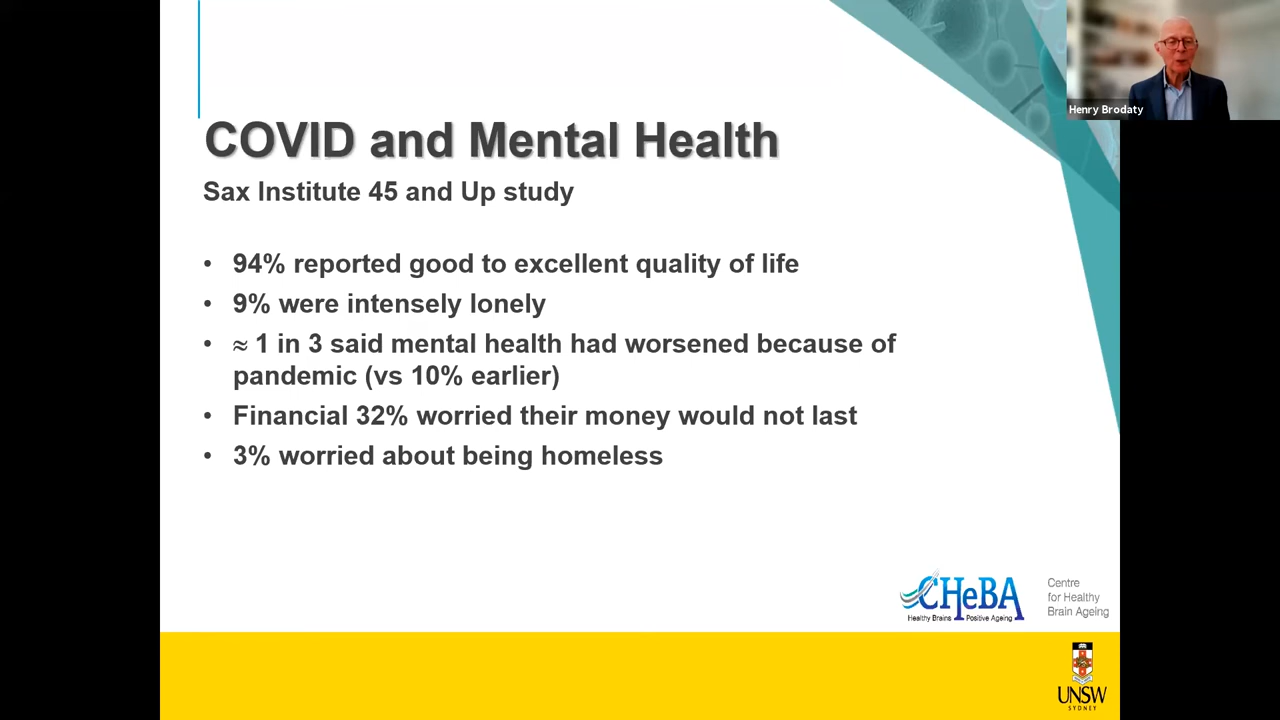 Henry Brodaty
COVID and Mental Health
Sax Institute 45 and Up study
• 94% reported good to excellent quality of life
• 9% were intensely lonely
• ≈ 1 in 3 said mental health had worsened because of
pandemic (vs 10% earlier)
• Financial 32% worried their money would not last
• 3% worried about being homeless
CHeBA
Healthy Brains Positive Ageing
Centre
for Healthy
Brain Ageing
UNSW
SYDNEY